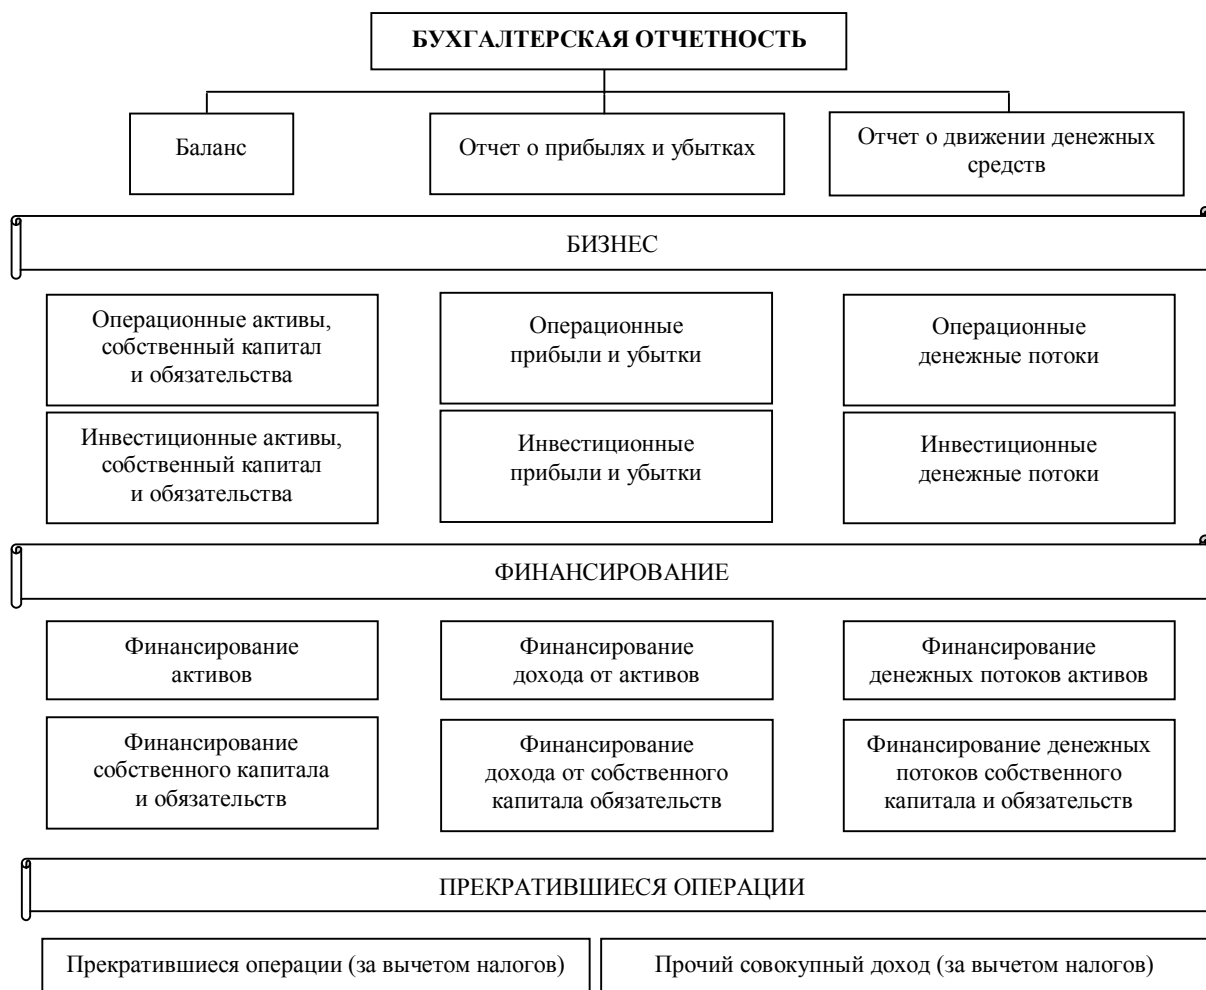 БУХГАЛТЕРСКАЯ ОТЧЕТНОСТЬ
Баланс
Отчет о прибылях и убытках
Отчет о движении денежных
средств
БИЗНЕС
Операционные активы,
собственный капитал
и обязательства
Операционные
прибыли и убытки
Операционные
денежные потоки
Инвестиционные активы,
собственный капитал
и обязательства
Инвестиционные
прибыли и убытки
Инвестиционные
денежные потоки
ФИНАНСИРОВАНИЕ
Финансирование
активов
Финансирование
дохода от активов
Финансирование
денежных потоков активов
Финансирование
собственного капитала
и обязательств
Финансирование
дохода от собственного
капитала обязательств
Финансирование денежных
потоков собственного
капитала и обязательств
ПРЕКРАТИВШИЕСЯ ОПЕРАЦИИ
Прекратившиеся операции (за вычетом налогов)
Прочий совокупный доход (за вычетом налогов)